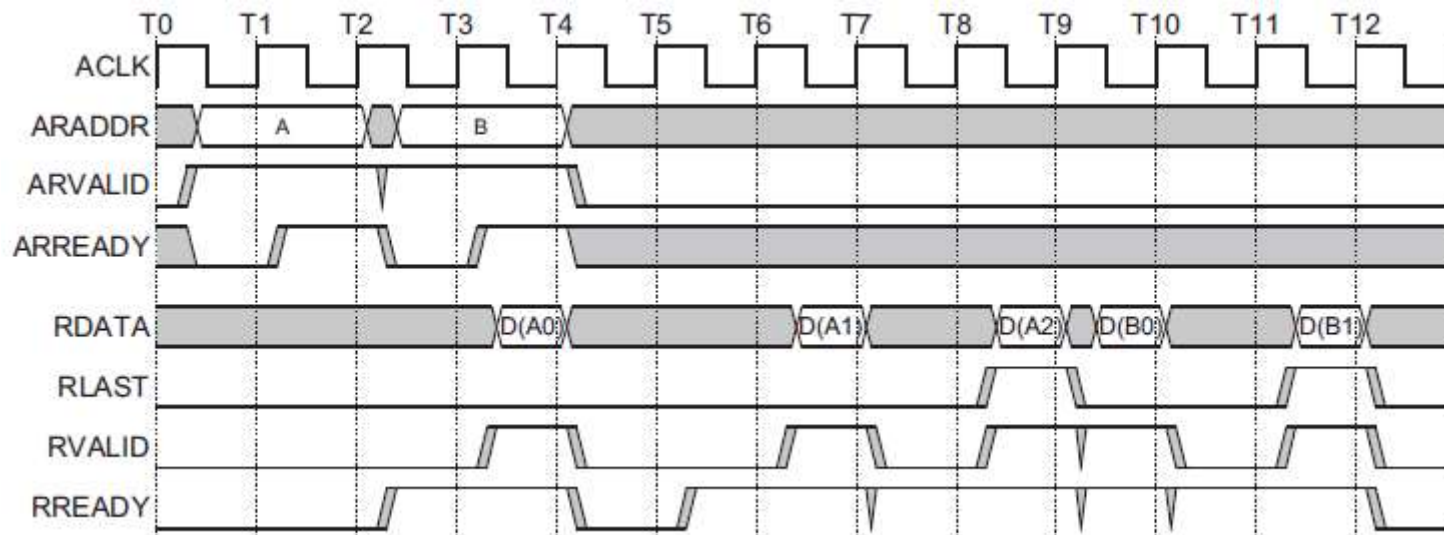 T0 T1 T2 T3 T4 T5 T6 T7 T8 T9 T10 T11 T12
ACLK
ARADDR A B
ARVALID
ARREADY
RDATA D(A0) D(A1) D(A2) D(B0) D(B1)
RLAST
RVALID
RREADY